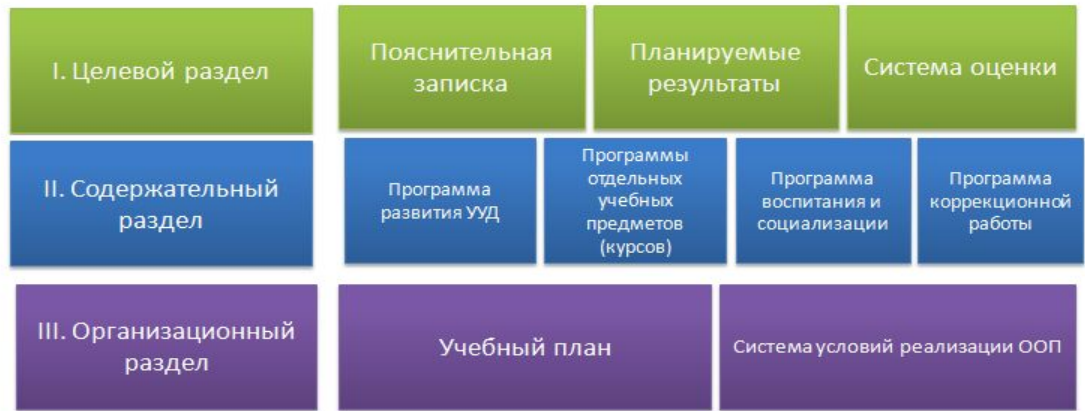 I. Целевой раздел
Пояснительная
записка
Планируемые
результаты
Система оценки
II. Содержательный
раздел
Программа
развития УУД
Программы
отдельных
учебных
предметов
(курсов)
Программа
воспитания и
социализации
Программа
коррекционной
работы
III. Организационный
раздел
Учебный план
Система условий реализации ООП